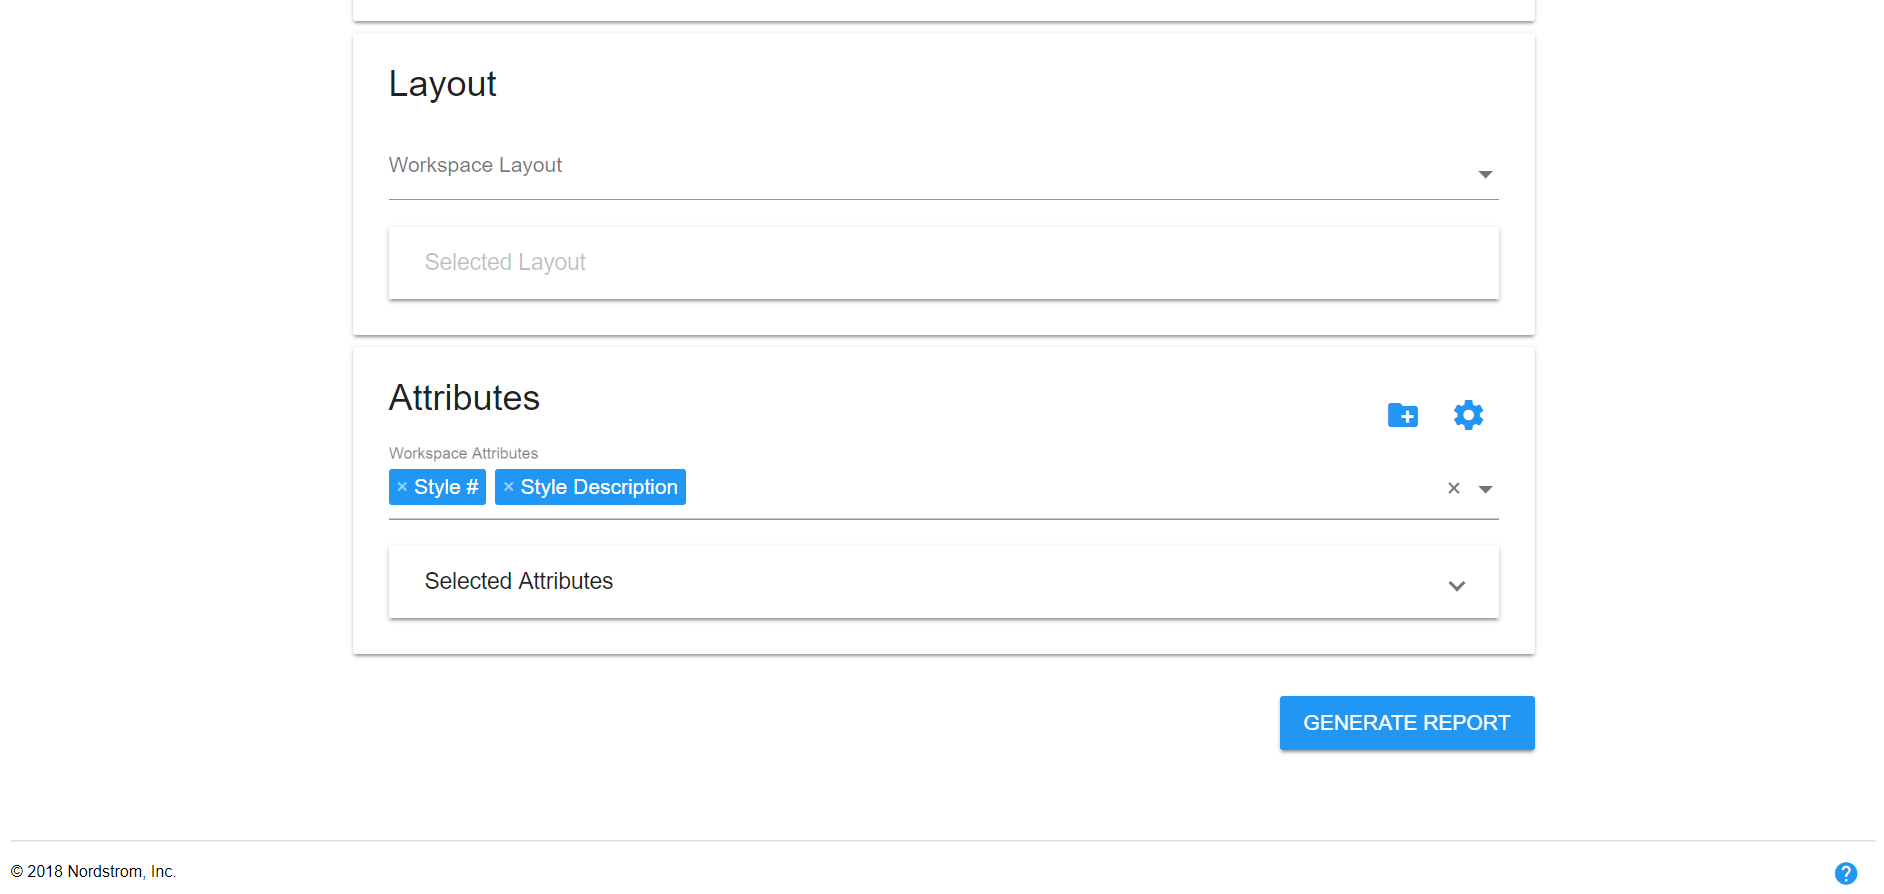 Layout
Workspace Layout
Selected Layout
Attributes
Workspace Attributes
× Style # × Style Description
Selected Attributes
GENERATE REPORT
© 2018 Nordstrom, Inc.